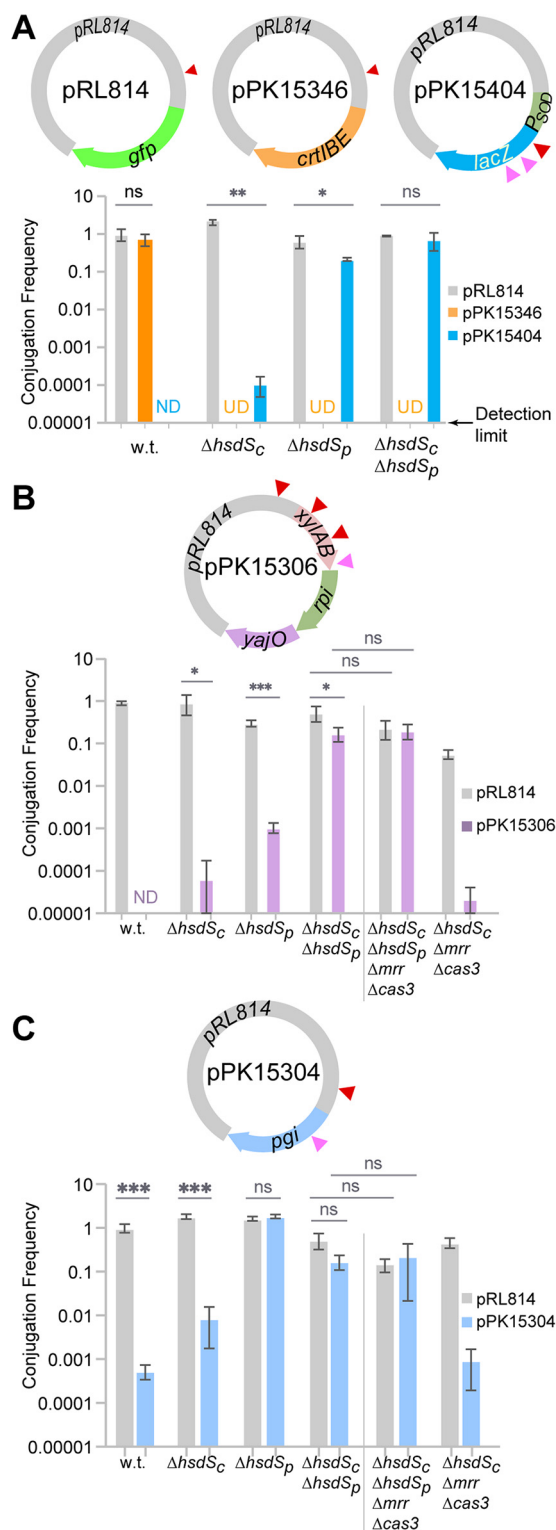 A
pRL814
pRL814
pRL814
pRL814
pPK15346
pPK15404
gfp
crtIBE
lacZ
PSOD
Conjugation Frequency
10
1
0.1
0.01
0.001
0.0001
0.00001
ns
**
*
ns
ND
UD
UD
UD
pRL814
pPK15346
pPK15404
Detection
limit
w.t.
ΔhsdSc
ΔhsdSp
ΔhsdSc
ΔhsdSp
B
pRL814
xylAB
pPK15306
rpi
yajO
Conjugation Frequency
10
1
0.1
0.01
0.001
0.0001
0.00001
*
***
*
ns
ns
ND
pRL814
pPK15306
w.t.
ΔhsdSc
ΔhsdSp
ΔhsdSc
ΔhsdSp
ΔhsdSc
ΔhsdSp
Δmrr
Δcas3
ΔhsdSc
Δmrr
Δcas3
C
pRL814
pPK15304
pgi
Conjugation Frequency
10
1
0.1
0.01
0.001
0.0001
0.00001
***
***
ns
ns
ns
ns
pRL814
pPK15304
w.t.
ΔhsdSc
ΔhsdSp
ΔhsdSc
ΔhsdSp
ΔhsdSc
ΔhsdSp
Δmrr
Δcas3
ΔhsdSc
Δmrr
Δcas3